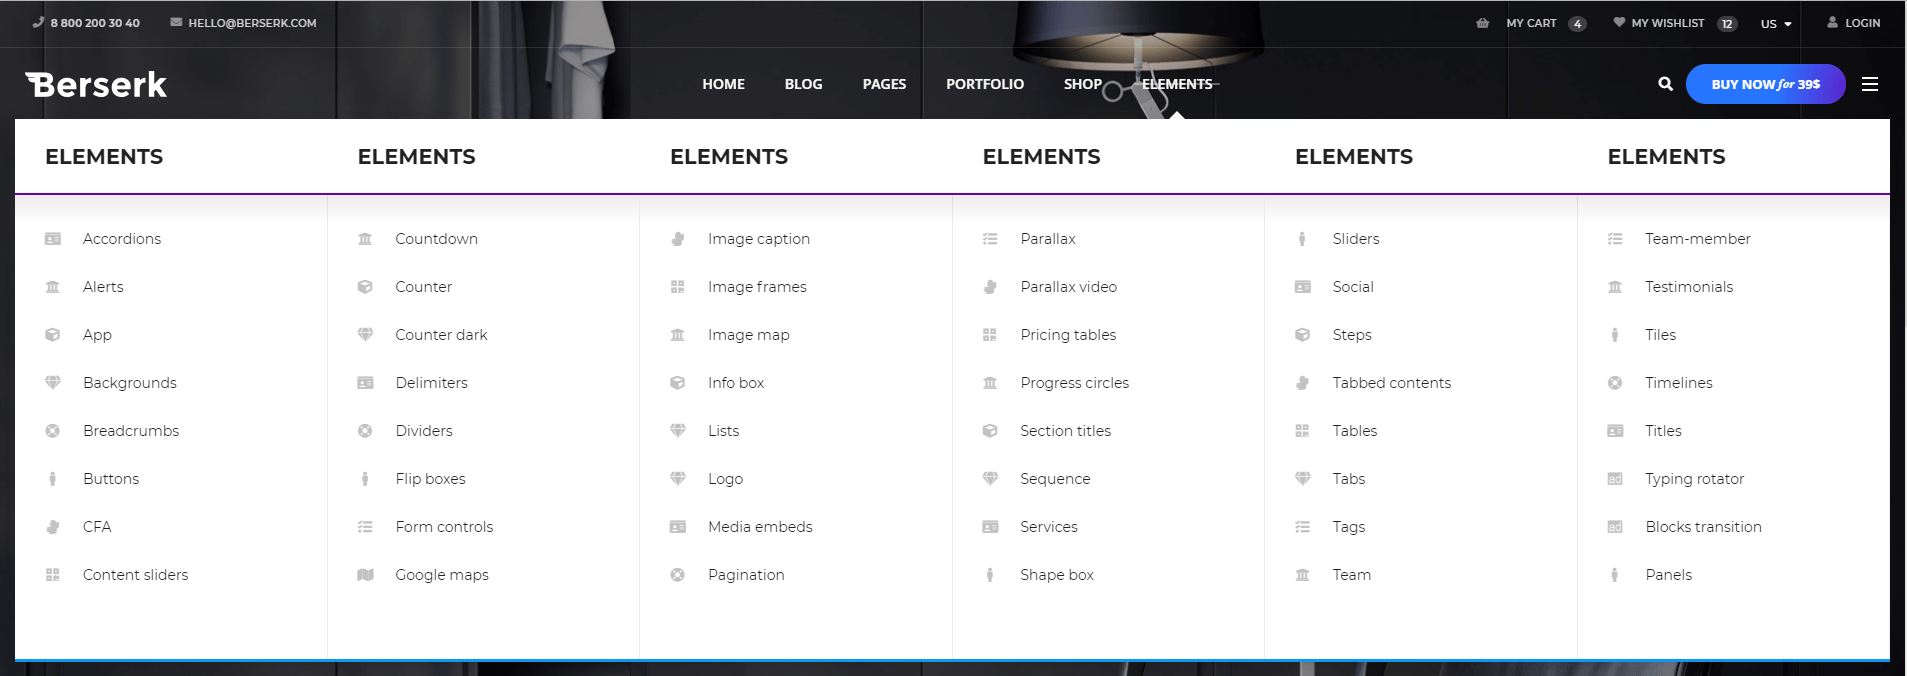 8 800 200 30 40 HELLO@BERSERK.COM MY CART 4 MY WISHLIST 12 US LOGIN
Berserk HOME BLOG PAGES PORTFOLIO SHOP ELEMENTS BUY NOW for 39$
ELEMENTS ELEMENTS ELEMENTS ELEMENTS ELEMENTS ELEMENTS
Accordions Countdown Image caption Parallax Sliders Team-member
Alerts Counter Image frames Parallax video Social Testimonials
App Counter dark Image map Pricing tables Steps Tiles
Backgrounds Delimiters Info box Progress circles Tabbed contents Timelines
Breadcrumbs Dividers Lists Section titles Tables Titles
Buttons Flip boxes Logo Sequence Tabs ad Typing rotator
CFA Form controls Media embeds Services Tags ad Blocks transition
Content sliders Google maps Pagination Shape box Team Panels